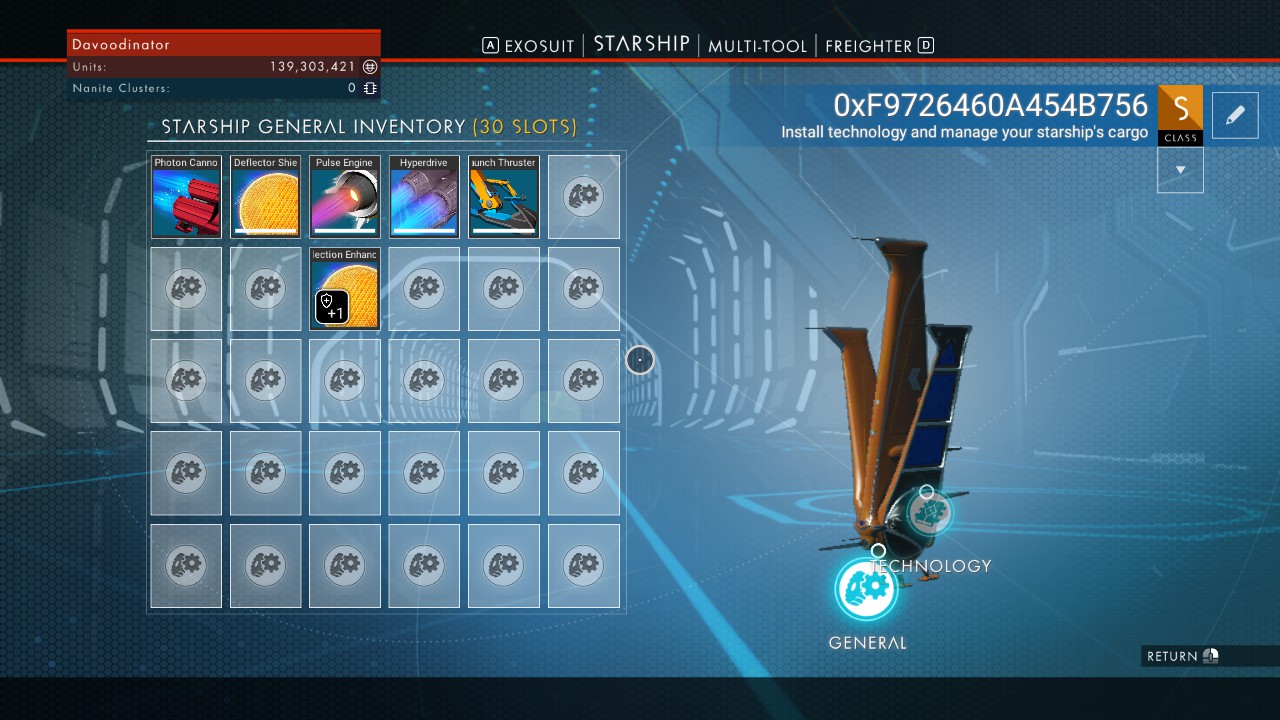 Davoodinator
Units: 139,303,421
Nanite Clusters: 0
A EXOSUIT STARSHIP MULTI-TOOL FREIGHTER D
STARSHIP GENERAL INVENTORY (30 SLOTS)
0xF9726460A454B756
Install technology and manage your starship's cargo
S
CLASS
Photon Canno Deflector Shie Pulse Engine Hyperdrive aunch Thruster
lection Enhanc
+1
TECHNOLOGY
GENERAL
RETURN